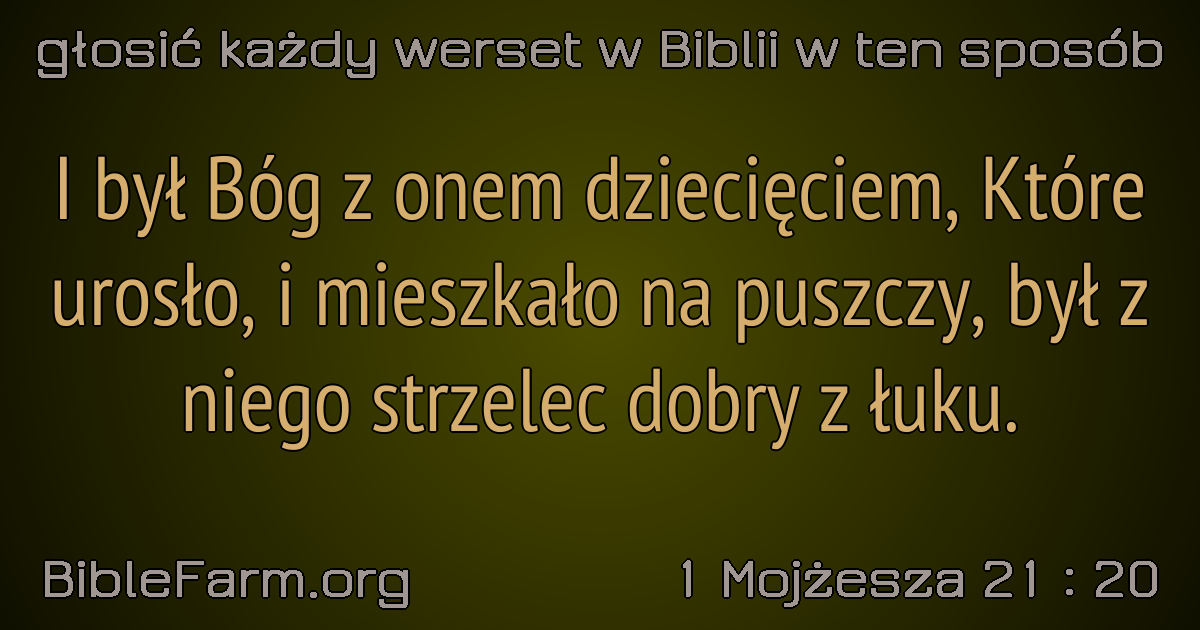 głosić każdy werset w Biblii w ten sposób
I był Bóg z onem dziecięciem, Które
urosło, i mieszkało na puszczy, był z
niego strzelec dobry z łuku.
BibleFarm.org
1 Mojżesza 21 : 20